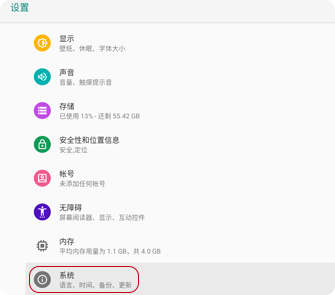 设置
显示
壁纸、休眠、字体大小
声音
音量、触摸提示音
存储
已使用 13% - 还剩 55.42 GB
安全性和位置信息
安全,定位
帐号
未添加任何帐号
无障碍
屏幕阅读器、显示、互动控件
内存
平均内存用量为 1.1 GB，共 4.0 GB
系统
语言、时间、备份、更新